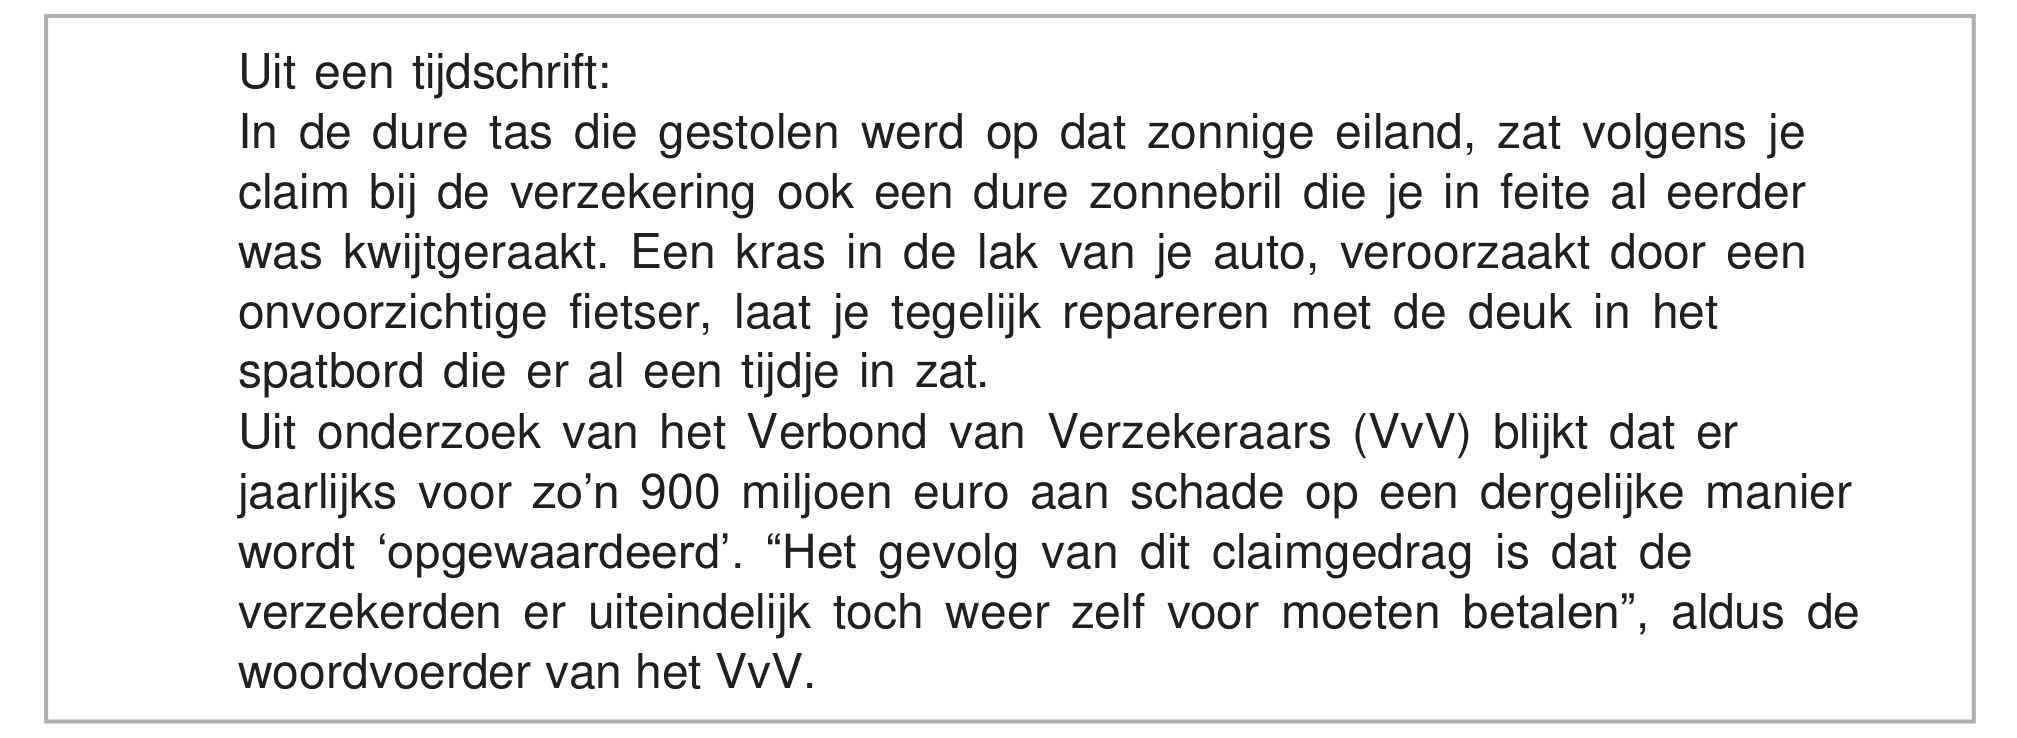 Uit een tijdschrift:
In de dure tas die gestolen werd op dat zonnige eiland, zat volgens je
claim bij de verzekering ook een dure zonnebril die je in feite al eerder
was kwijtgeraakt. Een kras in de lak van je auto, veroorzaakt door een
onvoorzichtige fietser, laat je tegelijk repareren met de deuk in het
spatbord die er al een tijdje in zat.
Uit onderzoek van het Verbond van Verzekeraars (VvV) blijkt dat er
jaarlijks voor zo’n 900 miljoen euro aan schade op een dergelijke manier
wordt ‘opgewaardeerd’. “Het gevolg van dit claimgedrag is dat de
verzekerden er uiteindelijk toch weer zelf voor moeten betalen”, aldus de
woordvoerder van het VvV.